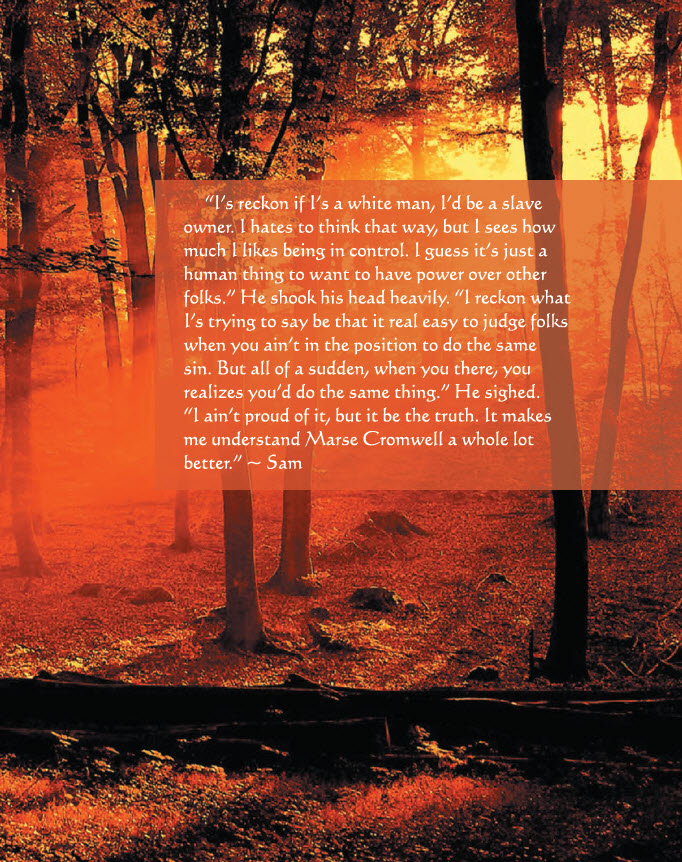 “I’s reckon if I’s a white man, I’d be a slave
owner. I hates to think that way, but I sees how
much I likes being in control. I guess it’s just a
human thing to want to have power over other
folks.” He shook his head heavily. “I reckon what
I’s trying to say be that it real easy to judge folks
when you ain’t in the position to do the same
sin. But all of a sudden, when you there, you
realizes you’d do the same thing.” He sighed.
“I ain’t proud of it, but it be the truth. It makes
me understand Marse Cromwell a whole lot
better.” ~ Sam